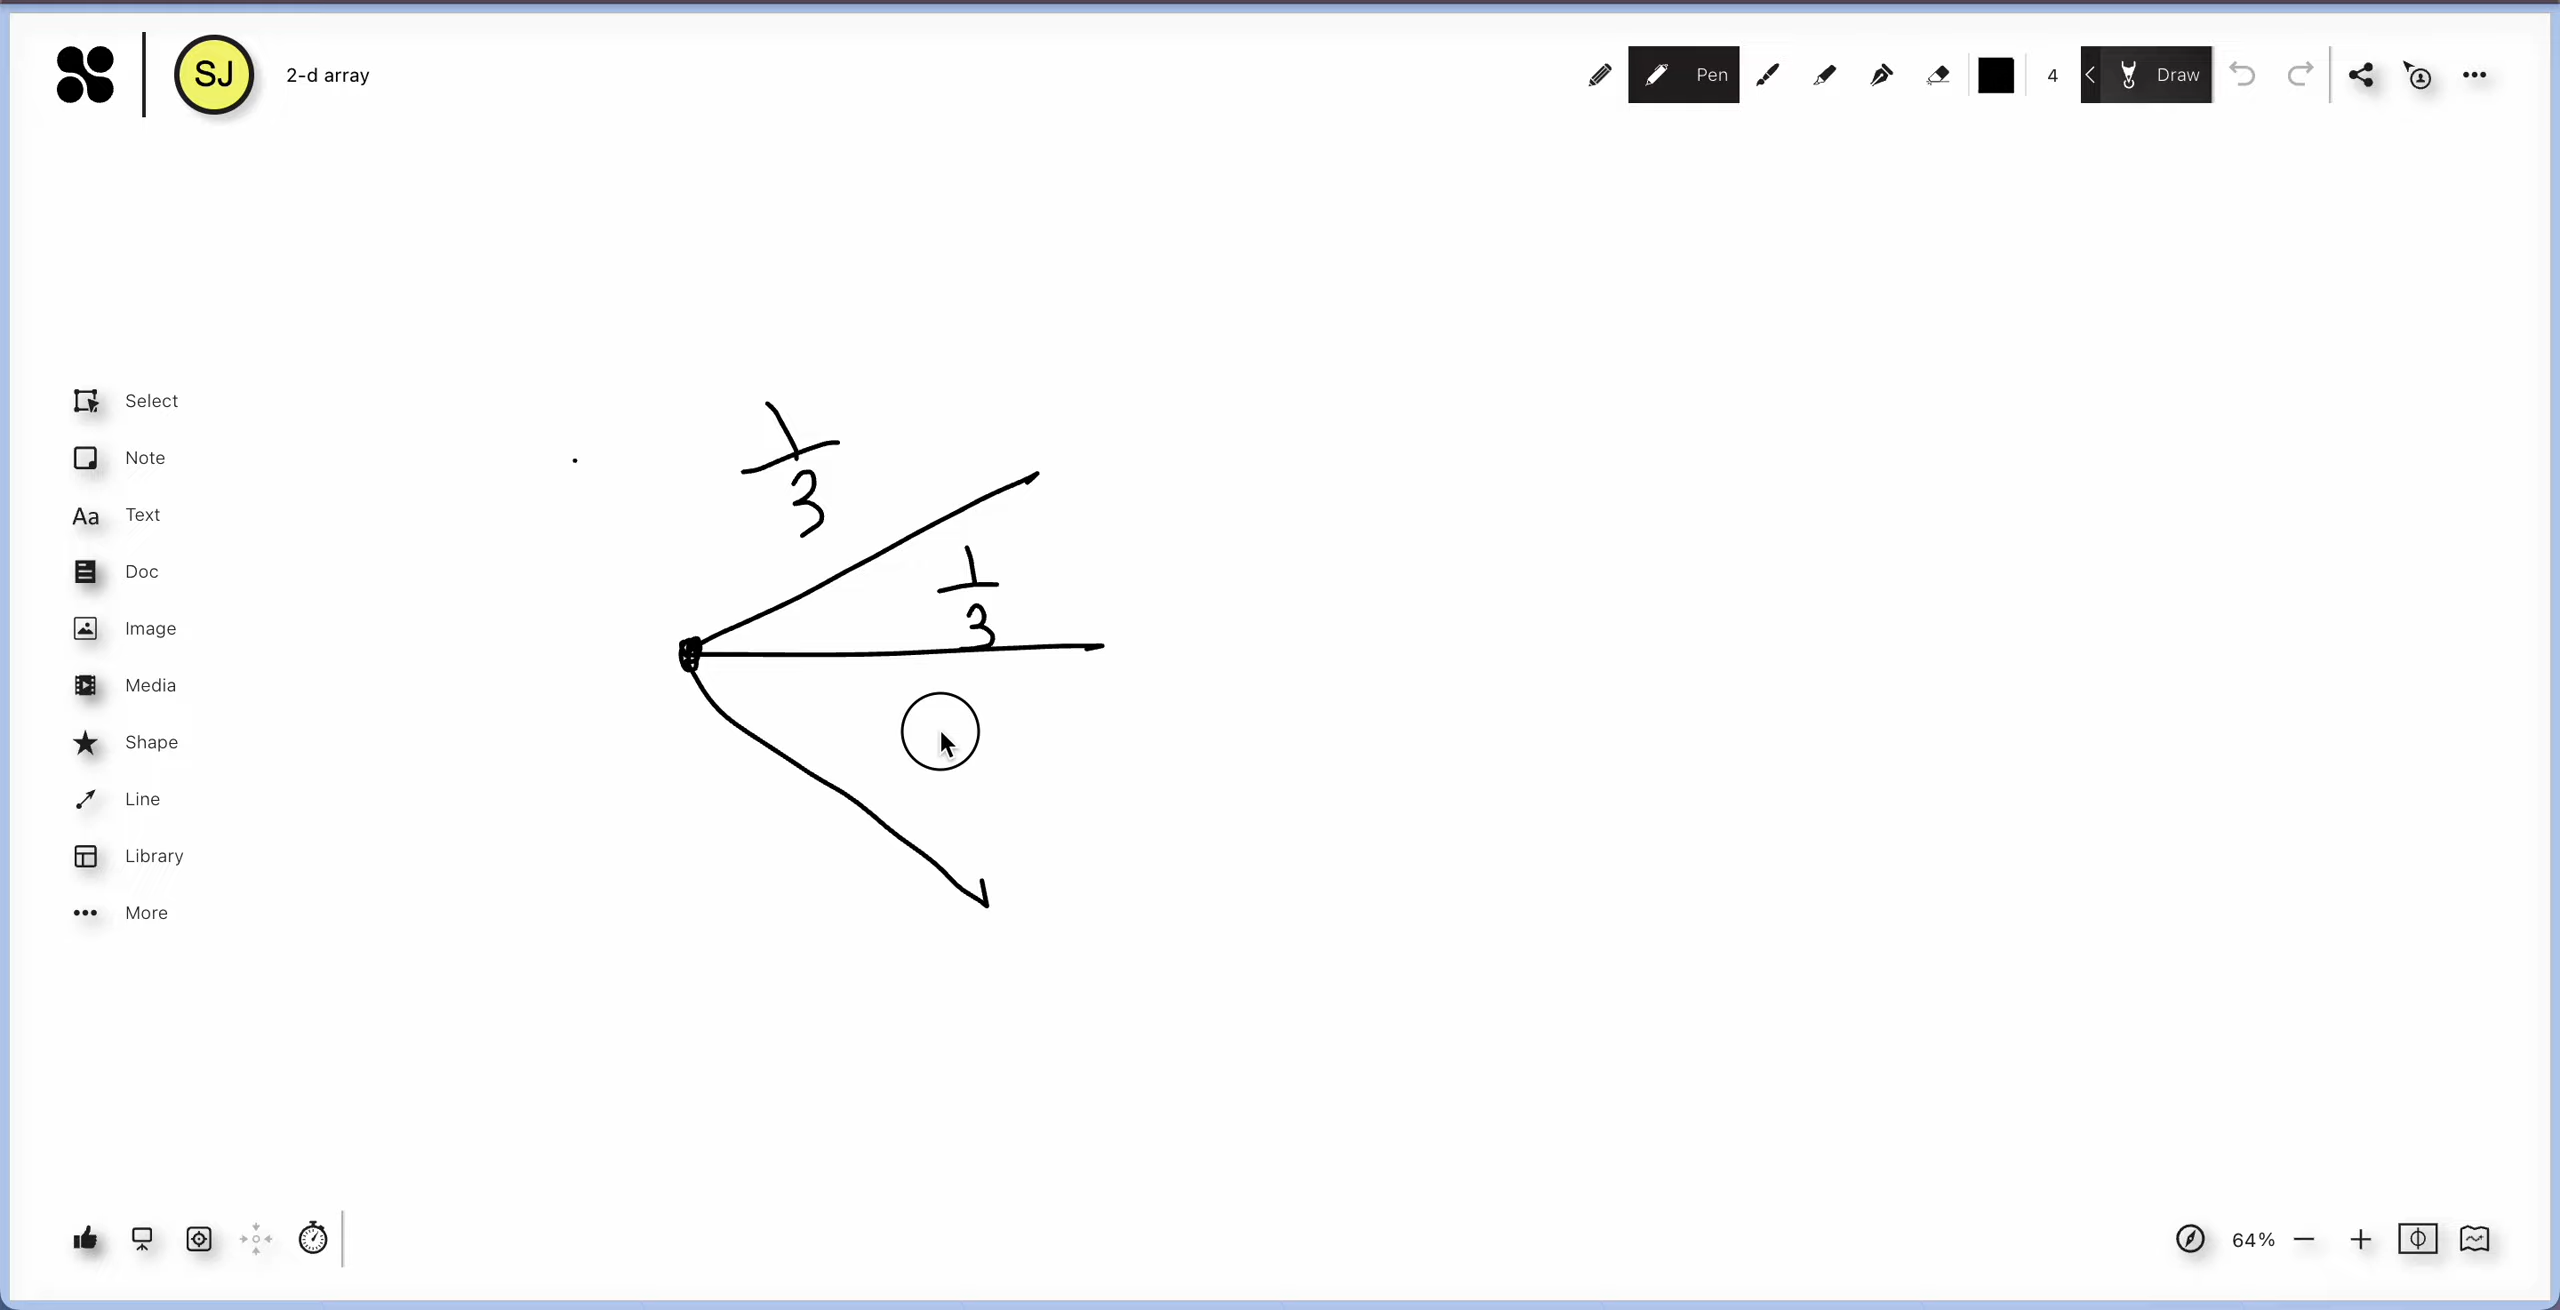 SJ 2-d array Pen 4 Draw
Select
Note
Aa Text
Doc
Image
Media
Shape
Line
Library
More
1
3
1
3
64%